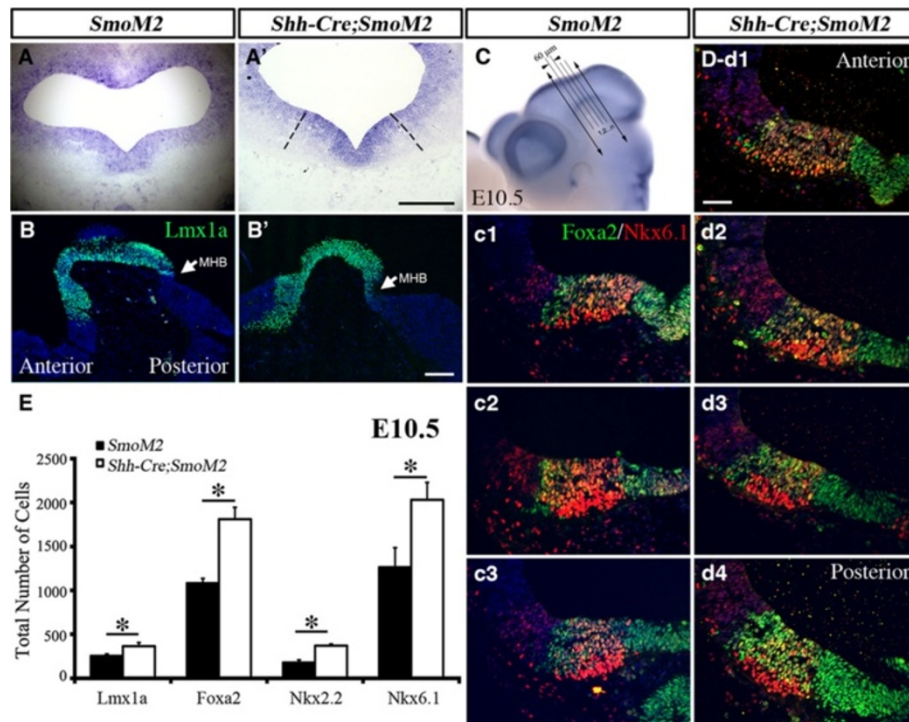 SmoM2
Shh-Cre;SmoM2
SmoM2
Shh-Cre;SmoM2
A
A'
C
60 µm
E10.5
D-d1
Anterior
B
Lmx1a
MHB
Anterior
Posterior
B'
MHB
c1
Foxa2/Nkx6.1
d2
c2
d3
c3
d4
Posterior
E
E10.5
SmoM2
Shh-Cre;SmoM2
Total Number of Cells
2500
2000
1500
1000
500
0
*
*
*
*
Lmx1a
Foxa2
Nkx2.2
Nkx6.1